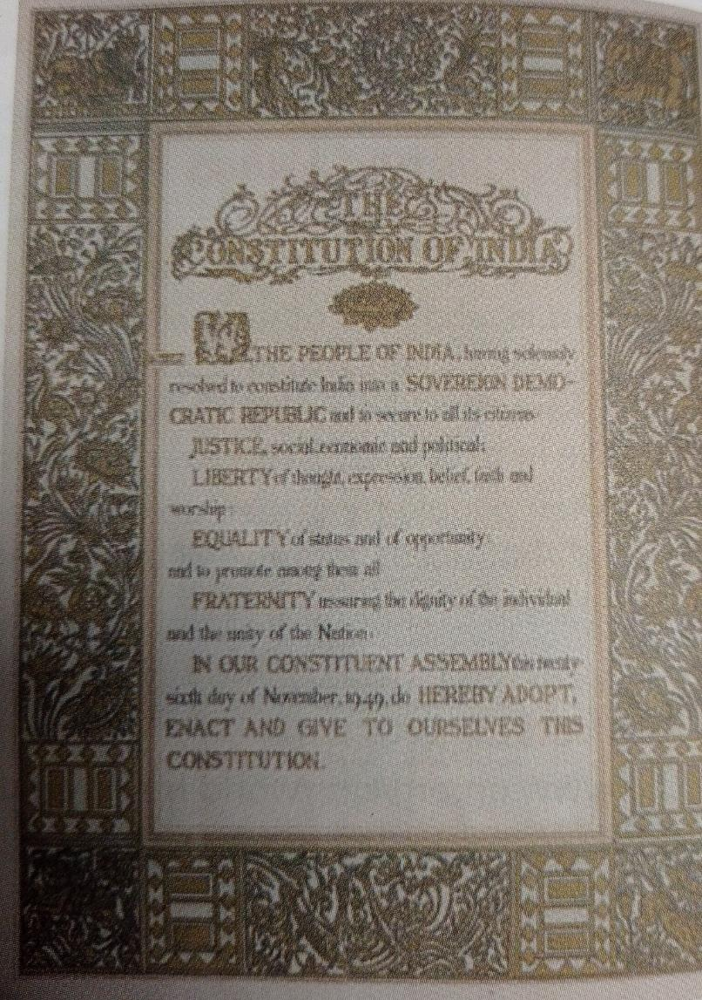 THE
CONSTITUTION OF INDIA
WE, THE PEOPLE OF INDIA, having solemnly
resolved to constitute India into a SOVEREIGN DEMO-
CRATIC REPUBLIC and to secure to all its citizens:
JUSTICE, social, economic and political;
LIBERTY of thought, expression, belief, faith and
worship;
EQUALITY of status and of opportunity;
and to promote among them all
FRATERNITY assuring the dignity of the individual
and the unity of the Nation;
IN OUR CONSTITUENT ASSEMBLY this twenty-
sixth day of November, 1949, do HEREBY ADOPT,
ENACT AND GIVE TO OURSELVES THIS
CONSTITUTION.